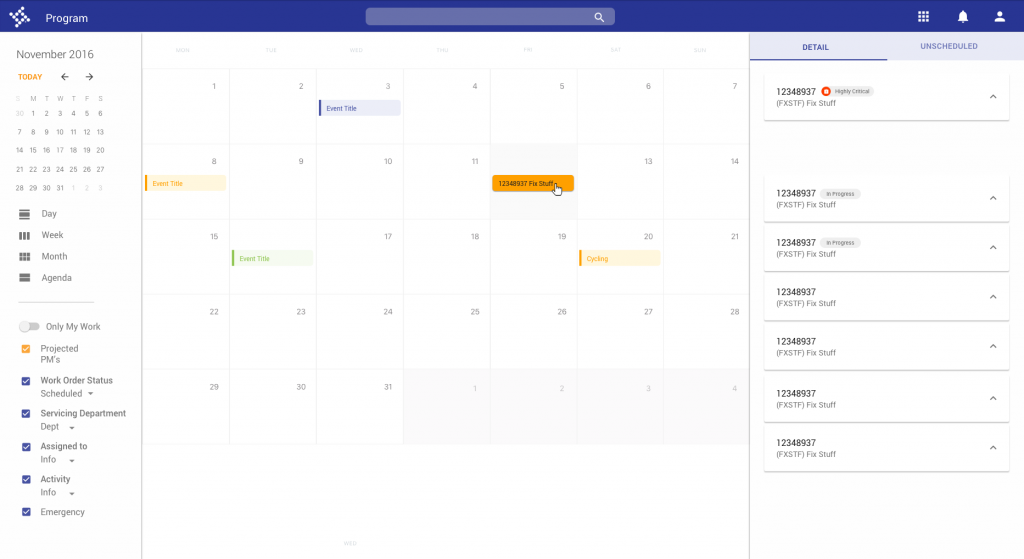 Program
November 2016
TODAY
S M T W T F S
30 1 2 3 4 5 6
7 8 9 10 11 12 13
14 15 16 17 18 19 20
21 22 23 24 25 26 27
28 29 30 31 1 2 3
Day
Week
Month
Agenda
Only My Work
Projected
PM's
Work Order Status
Scheduled
Servicing Department
Dept
Assigned to
Info
Activity
Info
Emergency
MON TUE WED THU FRI SAT SUN
1 2 3 4 5 6 7
Event Title
8 9 10 11 13 14
Event Title
12348937 Fix Stuff
15 16 17 18 19 20 21
Event Title
Cycling
22 23 24 25 26 27 28
29 30 31 1 2 3 4
DETAIL
UNSCHEDULED
12348937 Highly Critical
(FXSTF) Fix Stuff
12348937 In Progress
(FXSTF) Fix Stuff
12348937 In Progress
(FXSTF) Fix Stuff
12348937
(FXSTF) Fix Stuff
12348937
(FXSTF) Fix Stuff
12348937
(FXSTF) Fix Stuff
12348937
(FXSTF) Fix Stuff